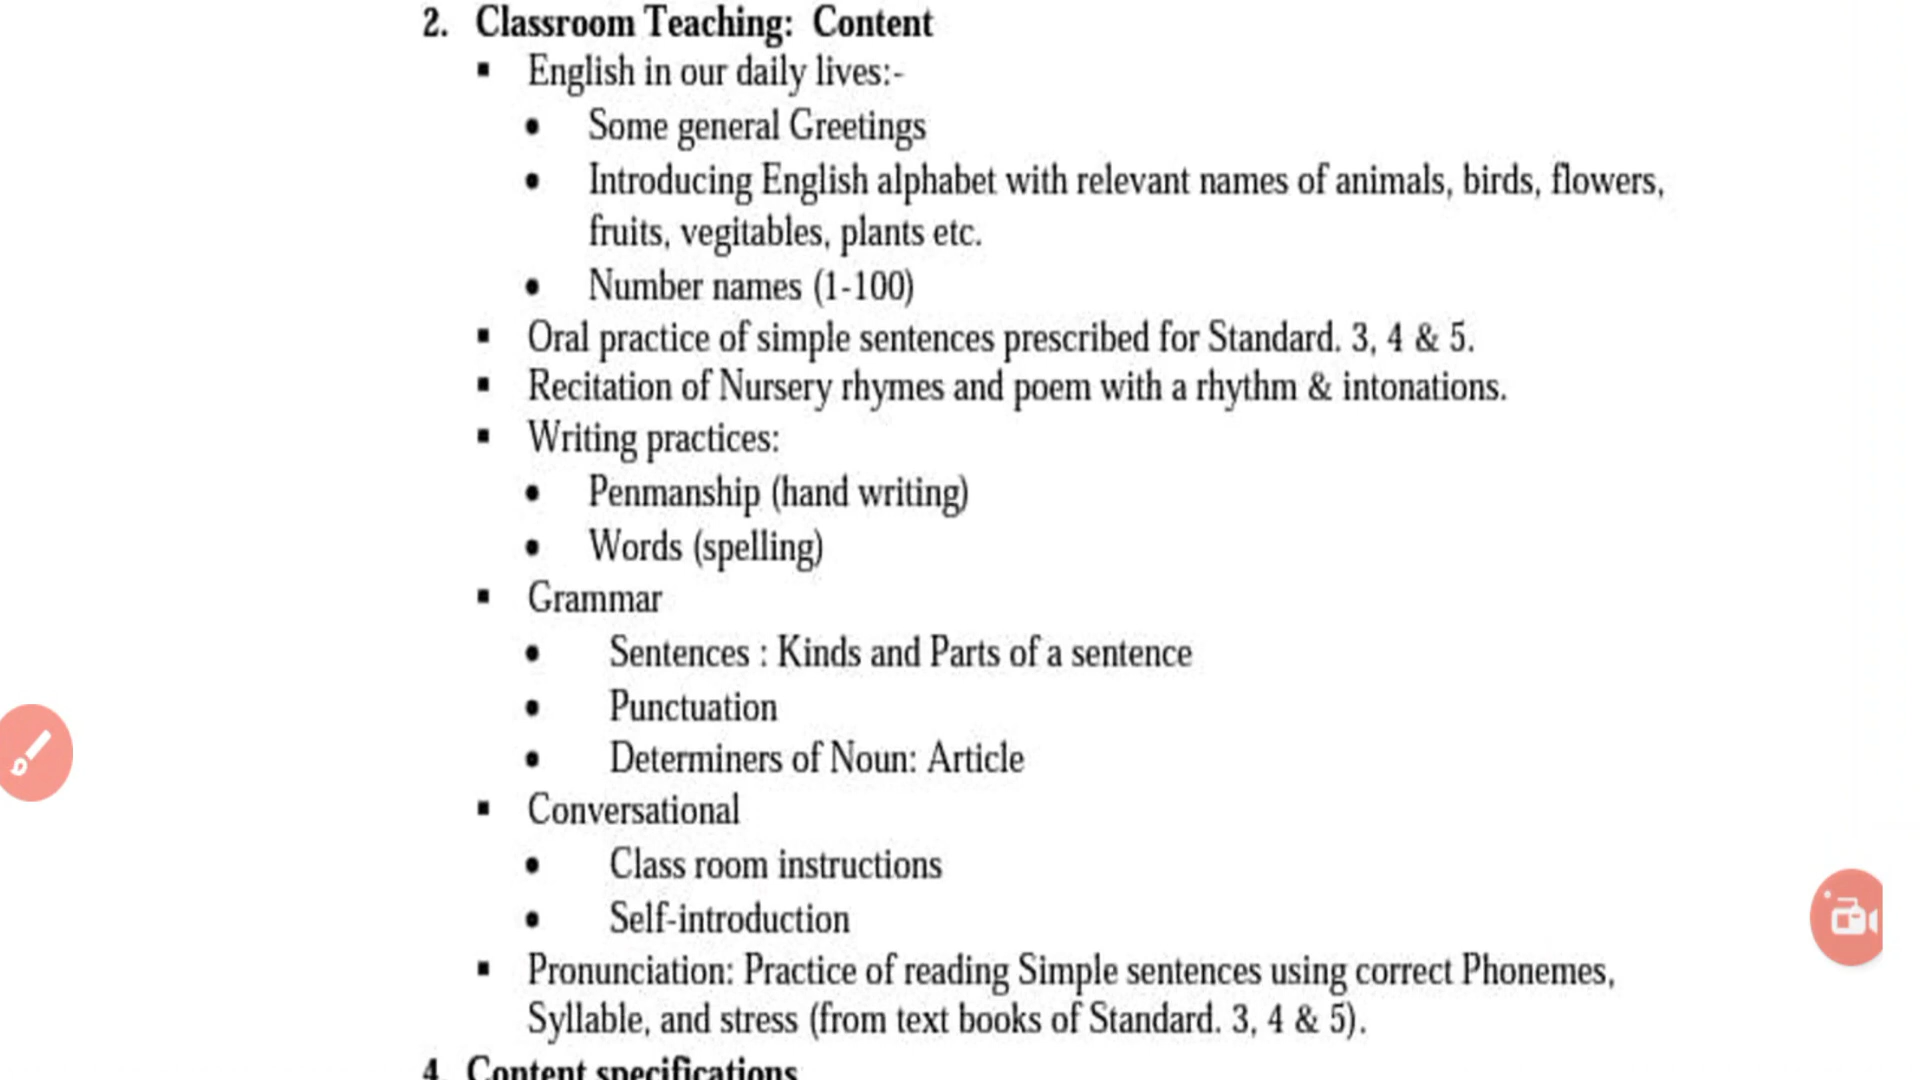 2. Classroom Teaching: Content
▪ English in our daily lives:-
• Some general Greetings
• Introducing English alphabet with relevant names of animals, birds, flowers,
fruits, vegitables, plants etc.
• Number names (1-100)
▪ Oral practice of simple sentences prescribed for Standard. 3, 4 & 5.
▪ Recitation of Nursery rhymes and poem with a rhythm & intonations.
▪ Writing practices:
• Penmanship (hand writing)
• Words (spelling)
▪ Grammar
• Sentences : Kinds and Parts of a sentence
• Punctuation
• Determiners of Noun: Article
▪ Conversational
• Class room instructions
• Self-introduction
▪ Pronunciation: Practice of reading Simple sentences using correct Phonemes,
Syllable, and stress (from text books of Standard. 3, 4 & 5).
4. Content specifications